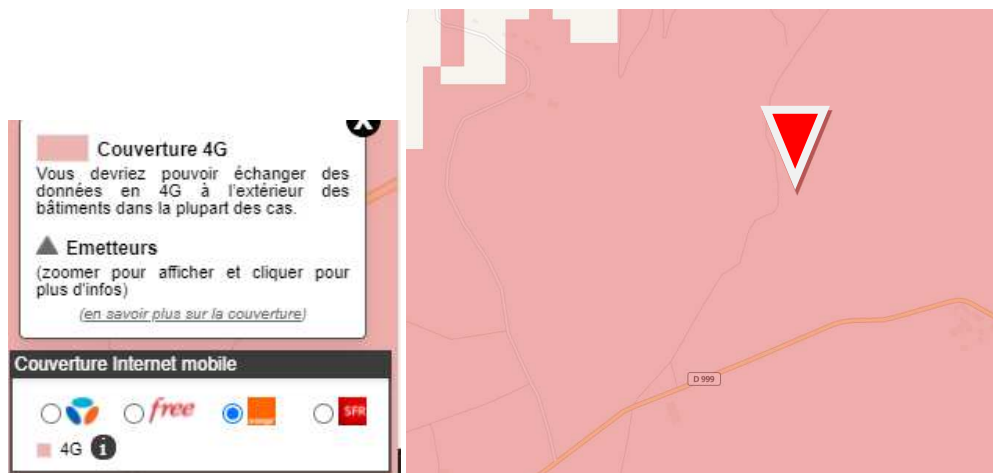 X
Couverture 4G
Vous devriez pouvoir échanger des
données en 4G à l'extérieur des
bâtiments dans la plupart des cas.
Emetteurs
(zoomer pour afficher et cliquer pour
plus d'infos)
(en savoir plus sur la couverture)
Couverture Internet mobile
free
orange
SFR
4G i
D 999